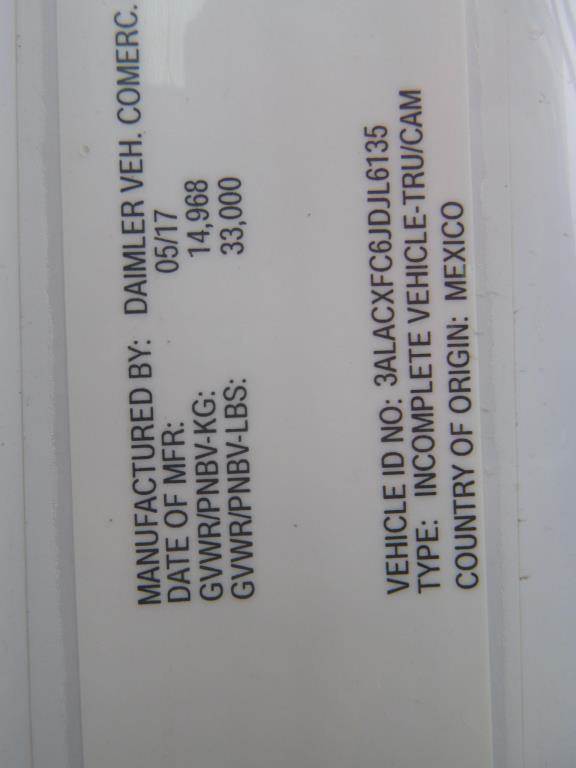 MANUFACTURED BY: DAIMLER VEH. COMERC.
DATE OF MFR: 05/17
GVWR/PNBV-KG: 14,968
GVWR/PNBV-LBS: 33,000
VEHICLE ID NO: 3ALACXFC6JDJL6135
TYPE: INCOMPLETE VEHICLE-TRU/CAM
COUNTRY OF ORIGIN: MEXICO